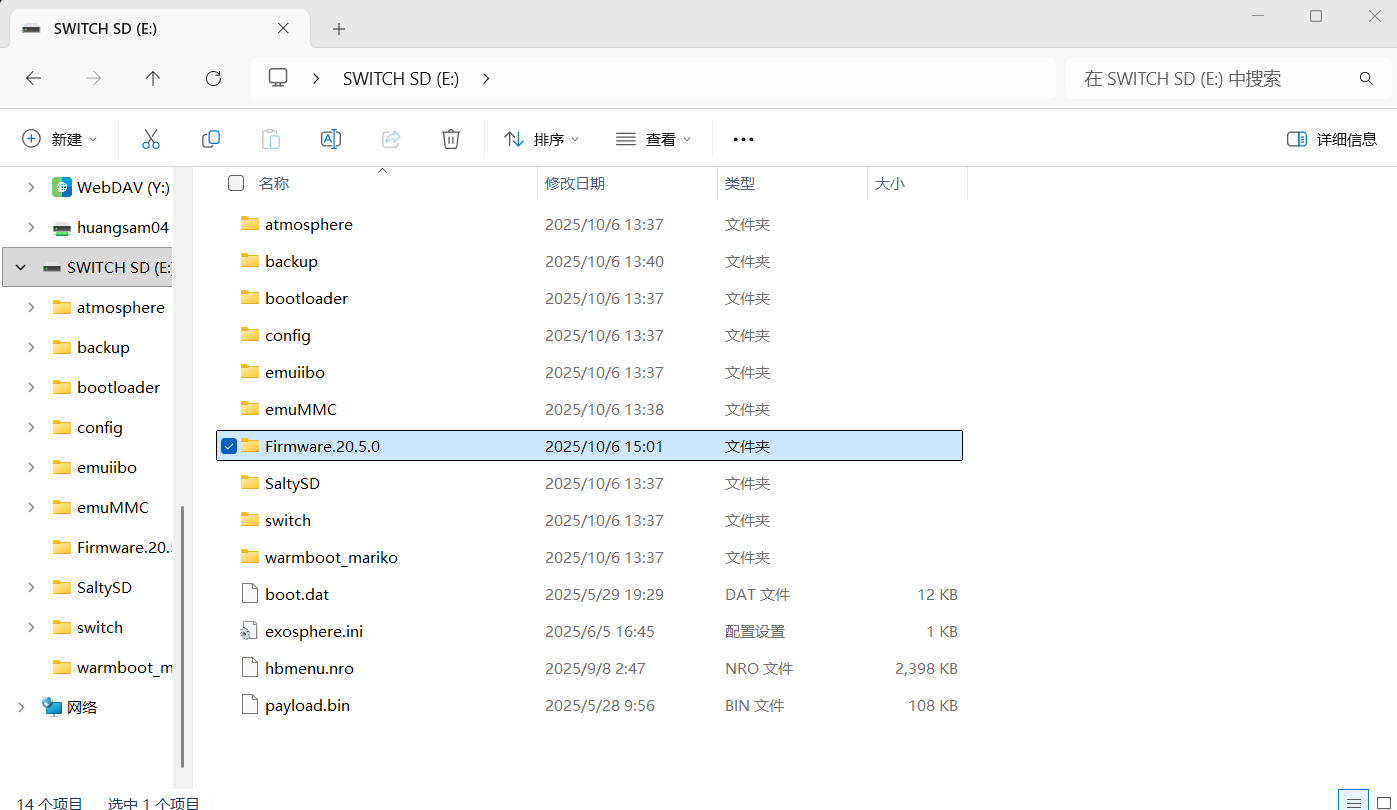 SWITCH SD (E:)
SWITCH SD (E:)
在 SWITCH SD (E:) 中搜索
新建
排序
查看
详细信息
WebDAV (Y:)
huangsam04
SWITCH SD (E:
atmosphere
backup
bootloader
config
emuiibo
emuMMC
Firmware.20.5
SaltySD
switch
warmboot_m
网络
名称 修改日期 类型 大小
atmosphere 2025/10/6 13:37 文件夹
backup 2025/10/6 13:40 文件夹
bootloader 2025/10/6 13:37 文件夹
config 2025/10/6 13:37 文件夹
emuiibo 2025/10/6 13:37 文件夹
emuMMC 2025/10/6 13:38 文件夹
Firmware.20.5.0 2025/10/6 15:01 文件夹
SaltySD 2025/10/6 13:37 文件夹
switch 2025/10/6 13:37 文件夹
warmboot_mariko 2025/10/6 13:37 文件夹
boot.dat 2025/5/29 19:29 DAT 文件 12 KB
exosphere.ini 2025/6/5 16:45 配置设置 1 KB
hbmenu.nro 2025/9/8 2:47 NRO 文件 2,398 KB
payload.bin 2025/5/28 9:56 BIN 文件 108 KB
14 个项目 选中 1 个项目